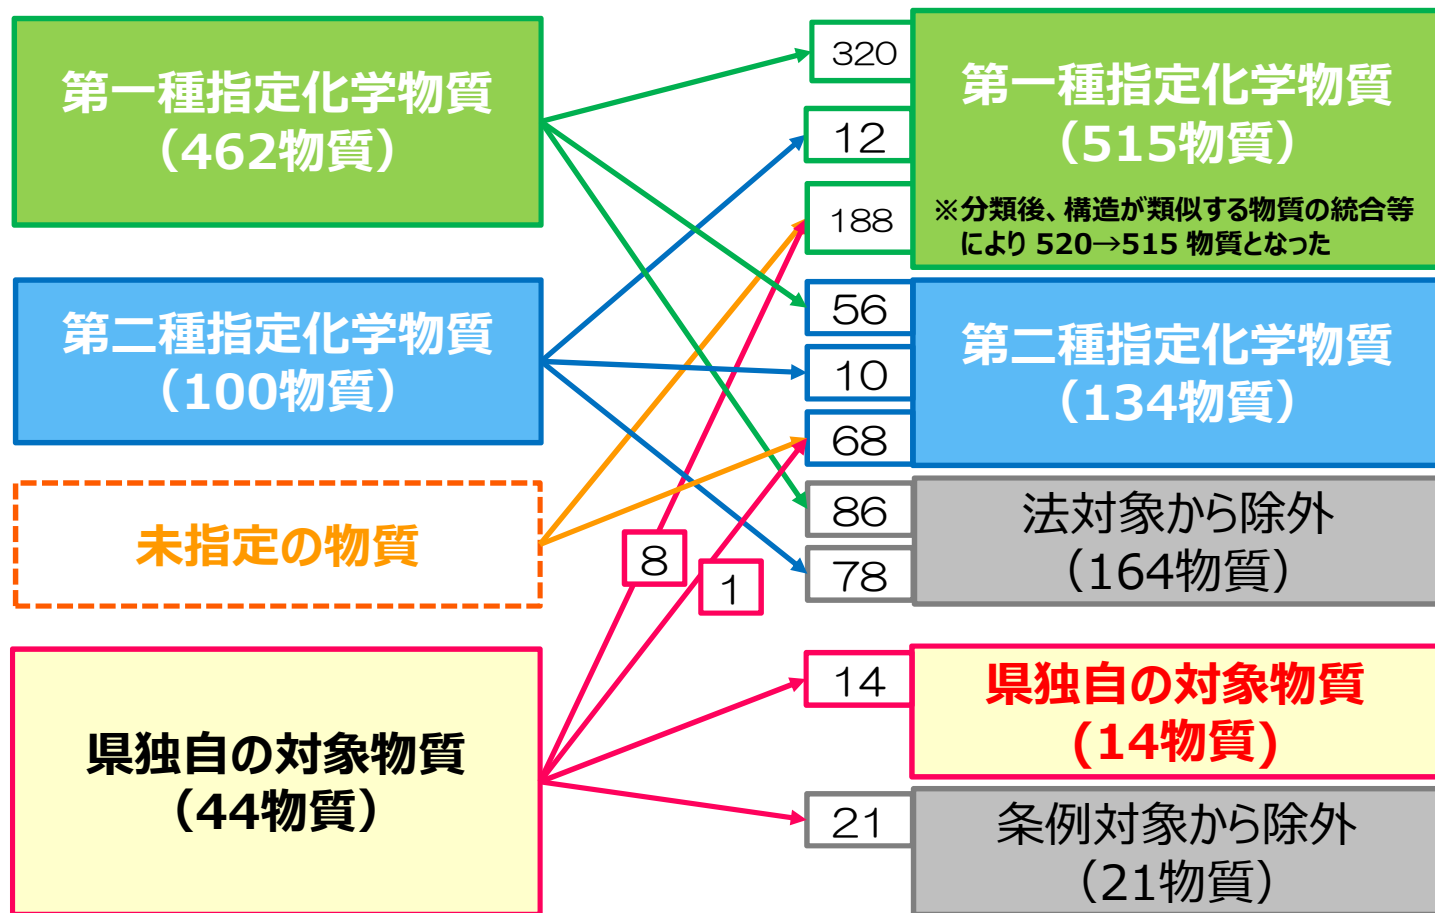 第一種指定化学物質
（462物質）
第二種指定化学物質
（100物質）
未指定の物質
県独自の対象物質
（44物質）
8
1
320
12
188
56
10
68
86
78
14
21
第一種指定化学物質
（515物質）
※分類後、構造が類似する物質の統合等
により 520→515 物質となった
第二種指定化学物質
（134物質）
法対象から除外
（164物質）
県独自の対象物質
(14物質)
条例対象から除外
（21物質）